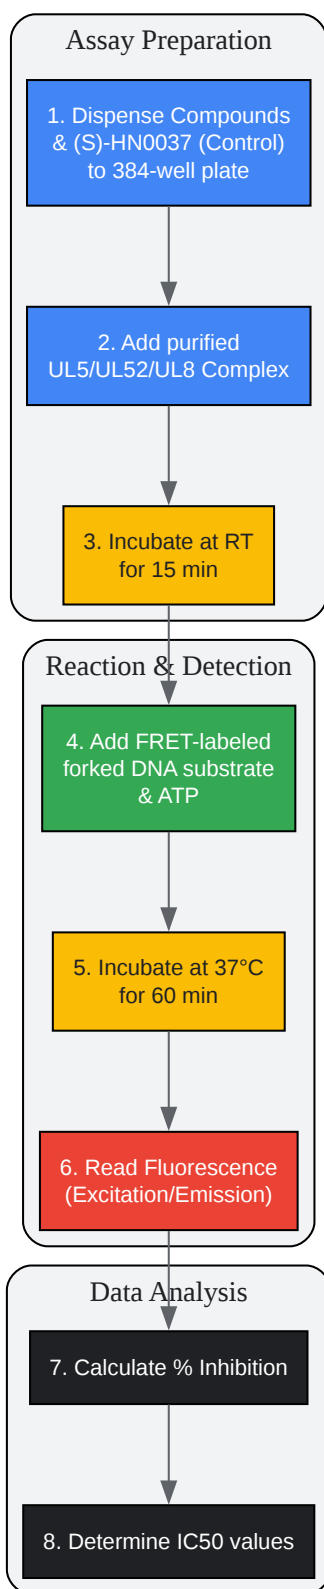 Assay Preparation
1. Dispense Compounds
& (S)-HN0037 (Control)
to 384-well plate
2. Add purified
UL5/UL52/UL8 Complex
3. Incubate at RT
for 15 min
Reaction & Detection
4. Add FRET-labeled
forked DNA substrate
& ATP
5. Incubate at 37°C
for 60 min
6. Read Fluorescence
(Excitation/Emission)
Data Analysis
7. Calculate % Inhibition
8. Determine IC50 values